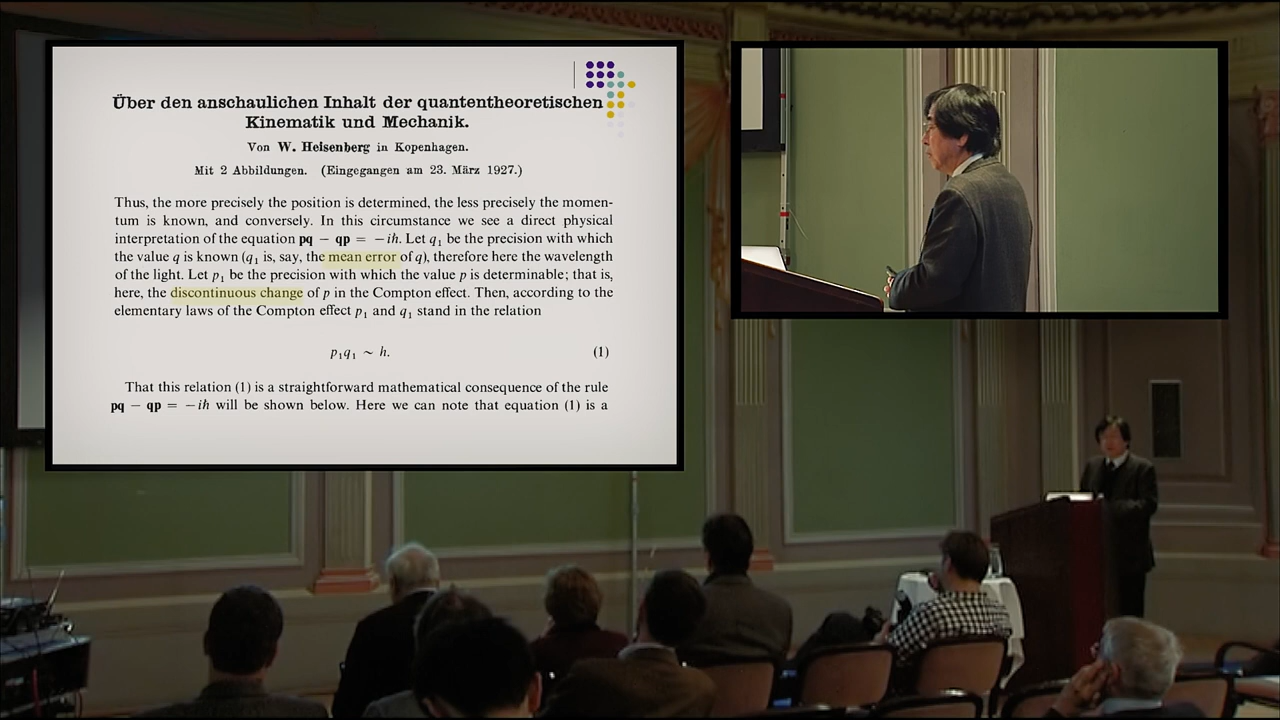 Über den anschaulichen Inhalt der quantentheoretischen
Kinematik und Mechanik.
Von W. Heisenberg in Kopenhagen.
Mit 2 Abbildungen. (Eingegangen am 23. März 1927.)
Thus, the more precisely the position is determined, the less precisely the momen-
tum is known, and conversely. In this circumstance we see a direct physical
interpretation of the equation pq − qp = −iħ. Let q₁ be the precision with which
the value q is known (q₁ is, say, the mean error of q), therefore here the wavelength
of the light. Let p₁ be the precision with which the value p is determinable; that is,
here, the discontinuous change of p in the Compton effect. Then, according to the
elementary laws of the Compton effect p₁ and q₁ stand in the relation
p₁q₁ ~ h. (1)
That this relation (1) is a straightforward mathematical consequence of the rule
pq − qp = −iħ will be shown below. Here we can note that equation (1) is a